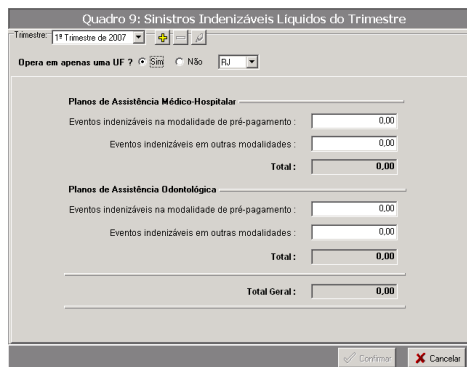 Quadro 9: Sinistros Indenizáveis Líquidos do Trimestre
Trimestre: 1º Trimestre de 2007
Opera em apenas uma UF ? Sim Não RJ
Planos de Assistência Médico-Hospitalar
Eventos indenizáveis na modalidade de pré-pagamento : 0,00
Eventos indenizáveis em outras modalidades : 0,00
Total : 0,00
Planos de Assistência Odontológica
Eventos indenizáveis na modalidade de pré-pagamento : 0,00
Eventos indenizáveis em outras modalidades : 0,00
Total : 0,00
Total Geral : 0,00
Confirmar Cancelar